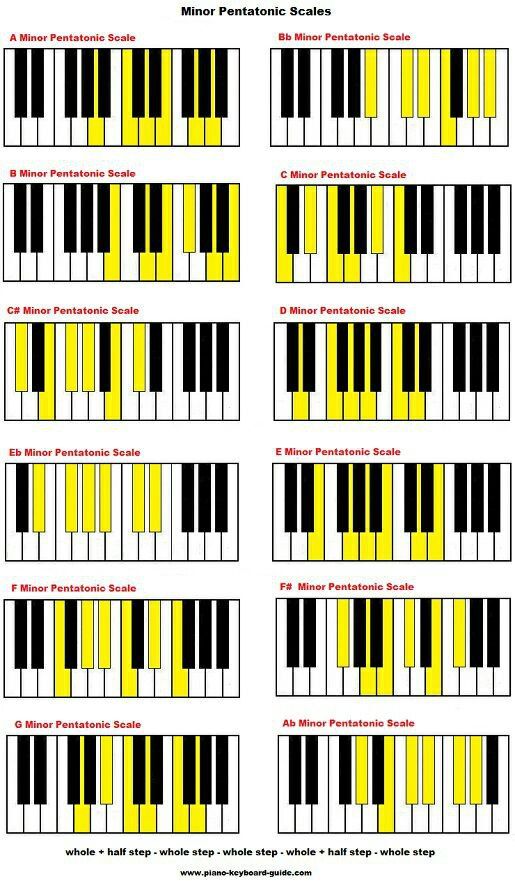 Minor Pentatonic Scales
A Minor Pentatonic Scale
Bb Minor Pentatonic Scale
B Minor Pentatonic Scale
C Minor Pentatonic Scale
C# Minor Pentatonic Scale
D Minor Pentatonic Scale
Eb Minor Pentatonic Scale
E Minor Pentatonic Scale
F Minor Pentatonic Scale
F# Minor Pentatonic Scale
G Minor Pentatonic Scale
Ab Minor Pentatonic Scale
whole + half step - whole step - whole step - whole + half step - whole step
www.piano-keyboard-guide.com